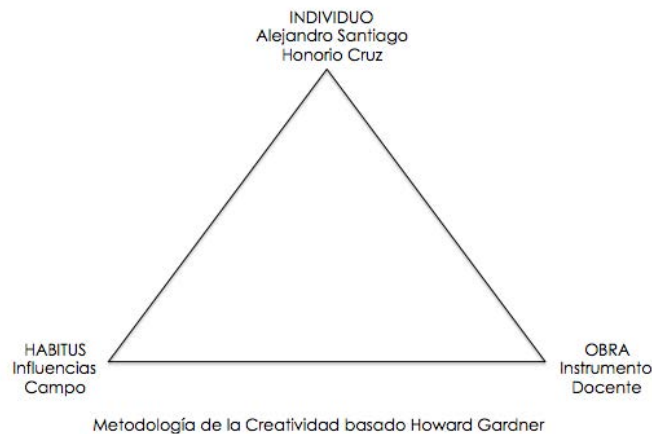 INDIVIDUO
Alejandro Santiago
Honorio Cruz
HABITUS
Influencias
Campo
OBRA
Instrumento
Docente
Metodología de la Creatividad basado Howard Gardner